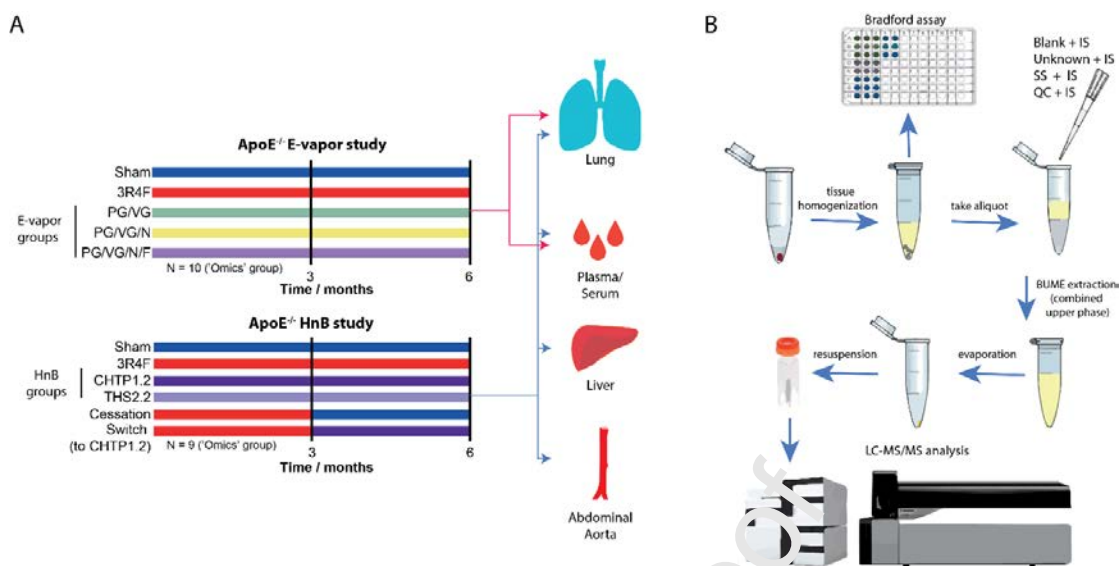 A
ApoE-/- E-vapor study
Sham
3R4F
E-vapor
groups
PG/VG
PG/VG/N
PG/VG/N/F
N = 10 ('Omics' group)
3
6
Time / months
ApoE-/- HnB study
Sham
3R4F
HnB
groups
CHTP1.2
THS2.2
Cessation
Switch
(to CHTP1.2)
N = 9 ('Omics' group)
3
6
Time / months
Lung
Plasma/
Serum
Liver
Abdominal
Aorta
B
Bradford assay
Blank + IS
Unknown + IS
SS + IS
QC + IS
tissue
homogenization
take aliquot
BUME extraction
(combined
upper phase)
evaporation
resuspension
LC-MS/MS analysis